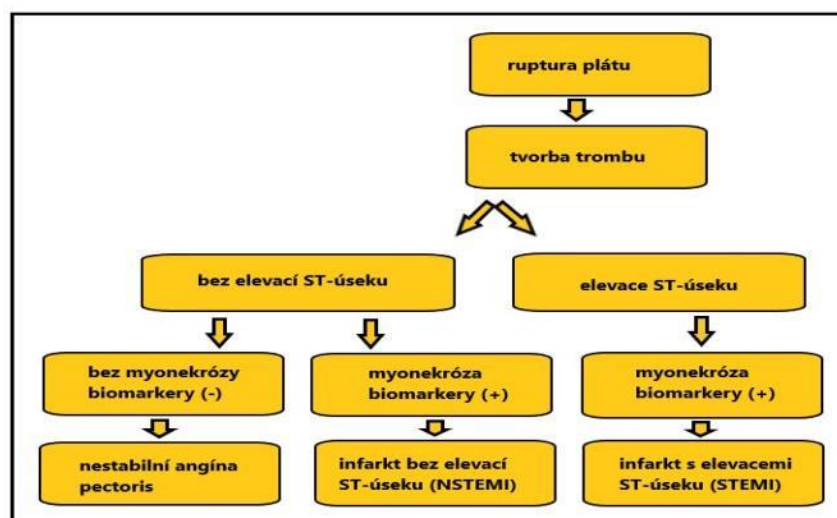 ruptura plátu
tvorba trombu
bez elevací ST-úseku
elevace ST-úseku
bez myonekrózy
biomarkery (-)
myonekróza
biomarkery (+)
myonekróza
biomarkery (+)
nestabilní angína
pectoris
infarkt bez elevací
ST-úseku (NSTEMI)
infarkt s elevacemi
ST-úseku (STEMI)